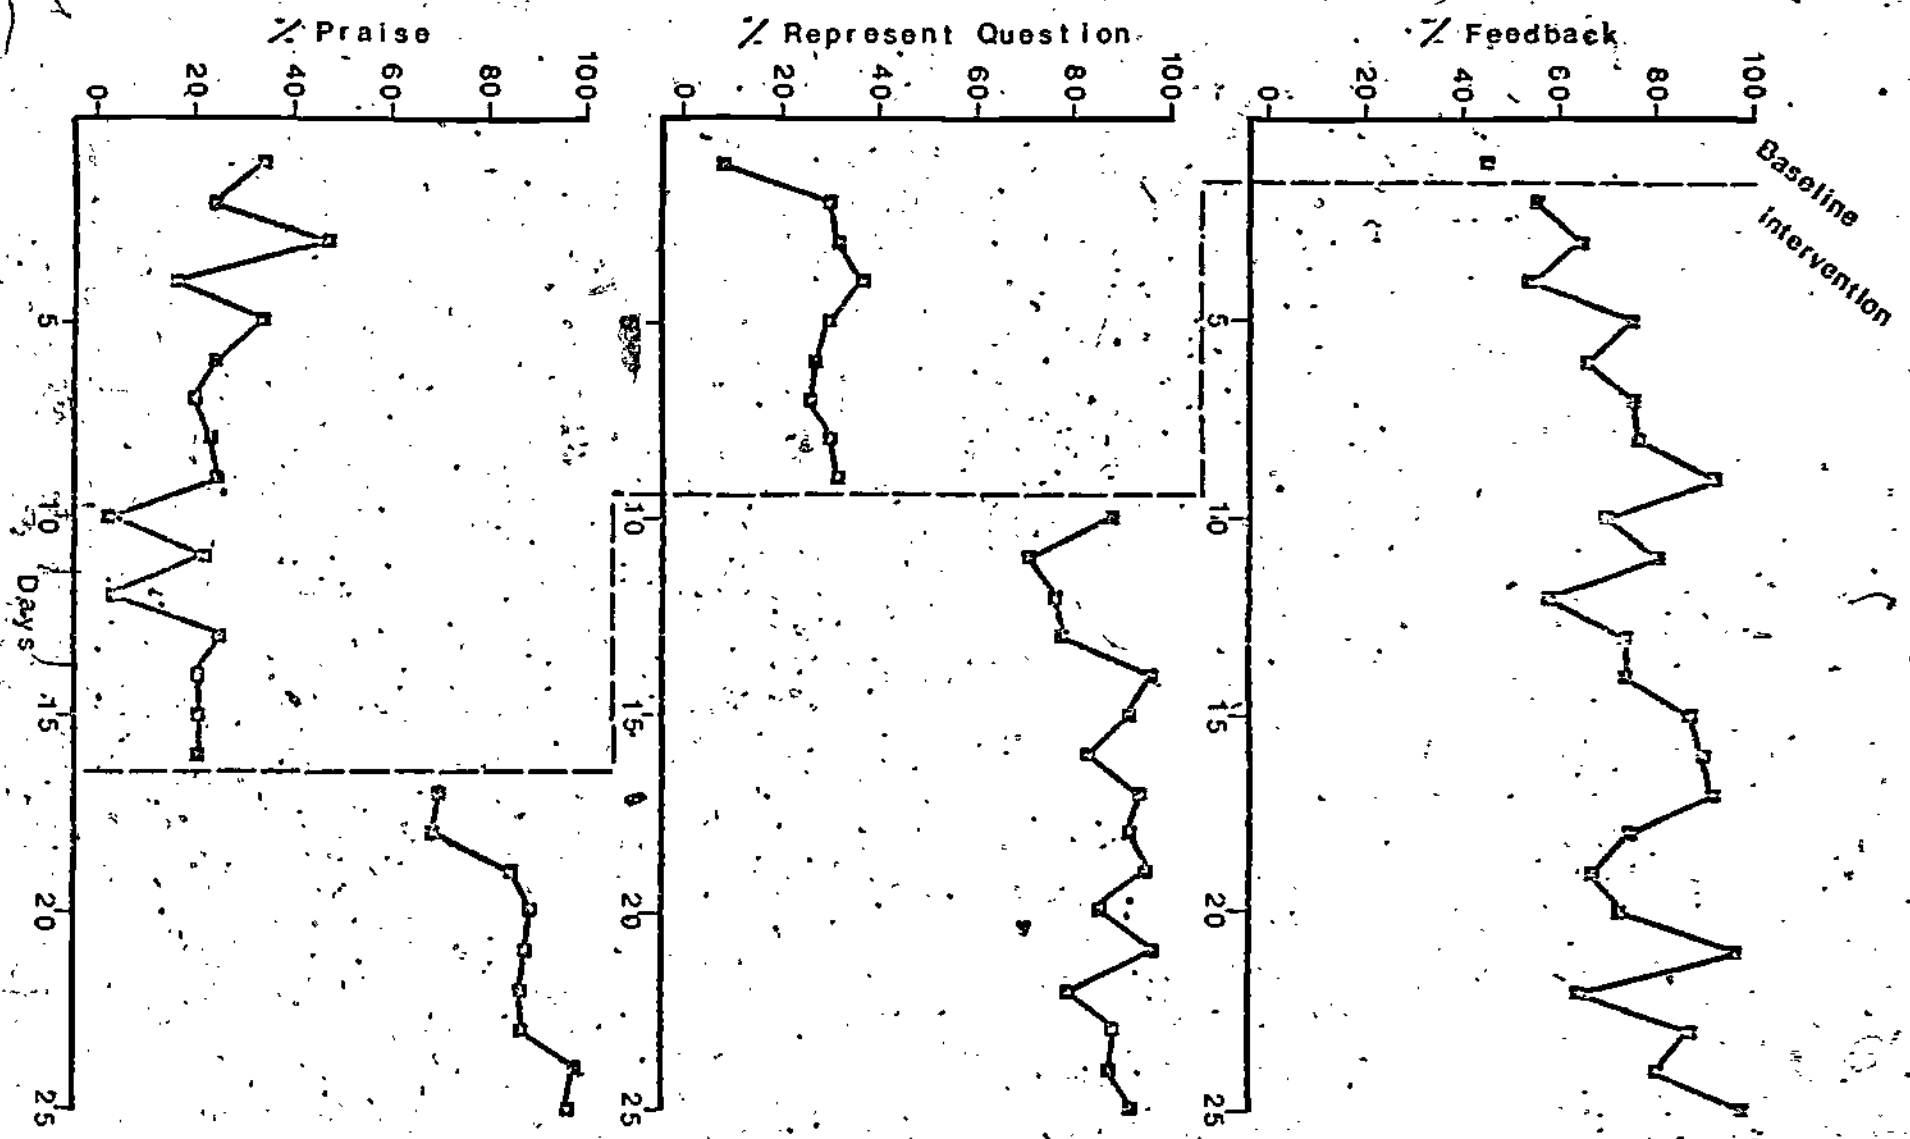 % Praise
% Represent Question
% Feedback
0 20 40 60 80 100
0 20 40 60 80 100
0 20 40 60 80 100
Baseline
Intervention
5 10 15 20 25
10 15 20 25
5 10 15 20 25
Days